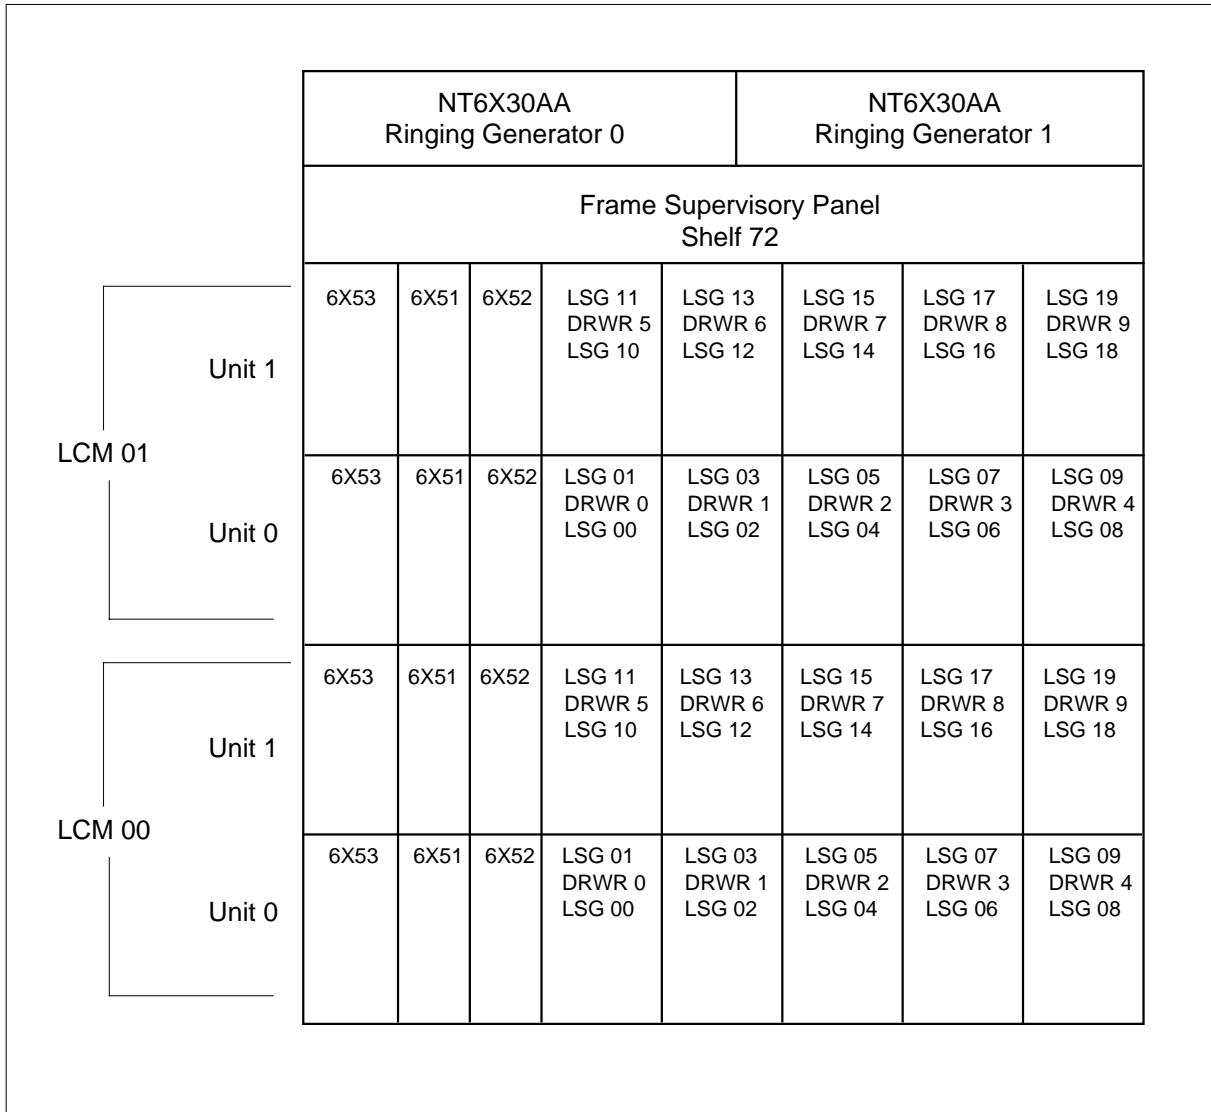 NT6X30AA
Ringing Generator 0
NT6X30AA
Ringing Generator 1
Frame Supervisory Panel
Shelf 72
LCM 01
Unit 1
6X53 6X51 6X52
LSG 11
DRWR 5
LSG 10
LSG 13
DRWR 6
LSG 12
LSG 15
DRWR 7
LSG 14
LSG 17
DRWR 8
LSG 16
LSG 19
DRWR 9
LSG 18
Unit 0
6X53 6X51 6X52
LSG 01
DRWR 0
LSG 00
LSG 03
DRWR 1
LSG 02
LSG 05
DRWR 2
LSG 04
LSG 07
DRWR 3
LSG 06
LSG 09
DRWR 4
LSG 08
LCM 00
Unit 1
6X53 6X51 6X52
LSG 11
DRWR 5
LSG 10
LSG 13
DRWR 6
LSG 12
LSG 15
DRWR 7
LSG 14
LSG 17
DRWR 8
LSG 16
LSG 19
DRWR 9
LSG 18
Unit 0
6X53 6X51 6X52
LSG 01
DRWR 0
LSG 00
LSG 03
DRWR 1
LSG 02
LSG 05
DRWR 2
LSG 04
LSG 07
DRWR 3
LSG 06
LSG 09
DRWR 4
LSG 08